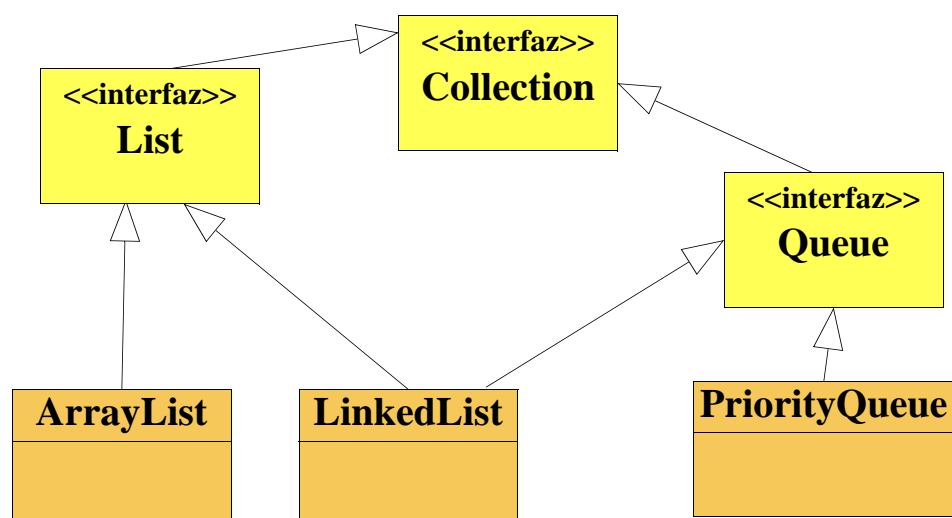 <<interfaz>>
Collection
<<interfaz>>
List
<<interfaz>>
Queue
ArrayList
LinkedList
PriorityQueue